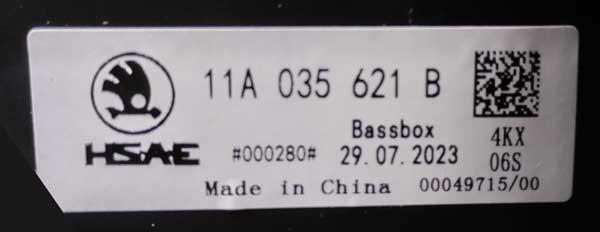 11A 035 621 B
Bassbox
4KX
HSAE #000280# 29.07.2023 06S
Made in China 00049715/00